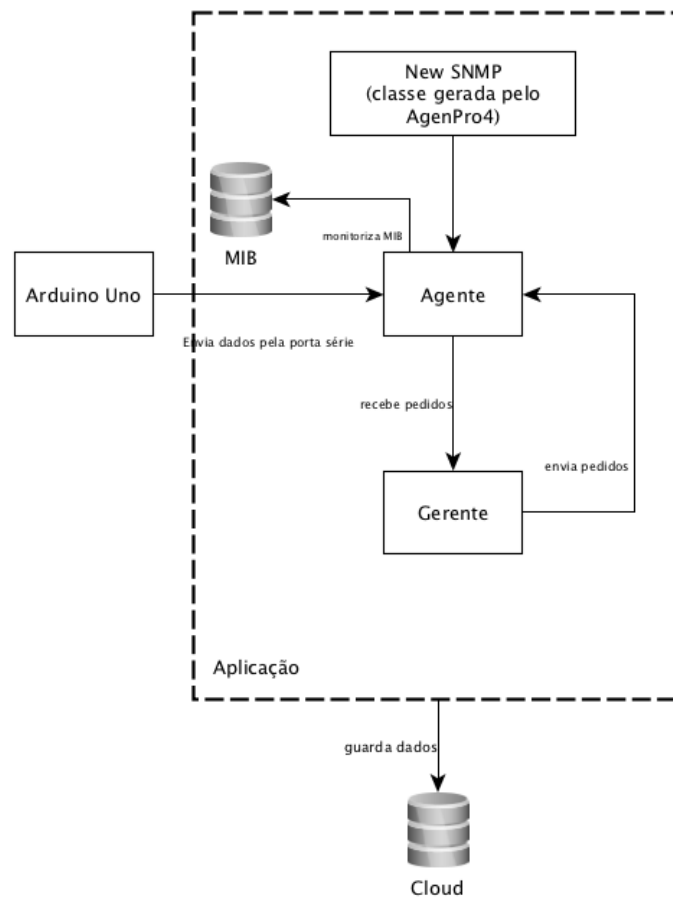 New SNMP
(classe gerada pelo
AgenPro4)
monitoriza MIB
MIB
Arduino Uno
Agente
Envia dados pela porta série
recebe pedidos
envia pedidos
Gerente
Aplicação
guarda dados
Cloud